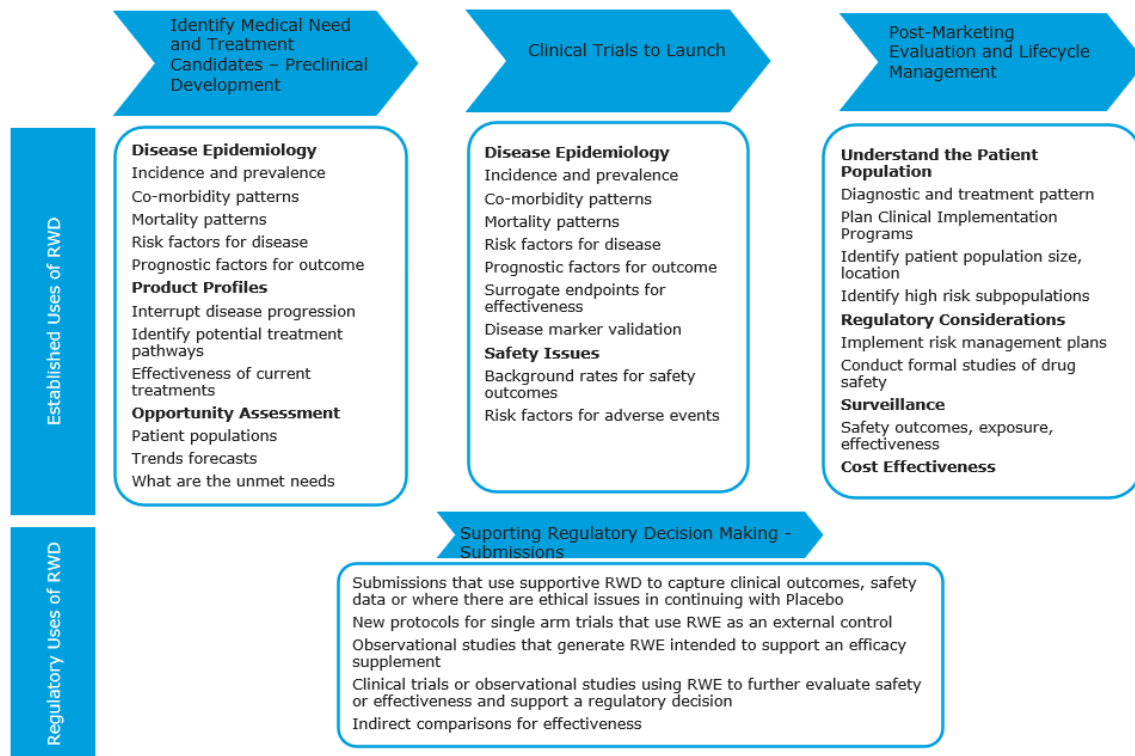 Identify Medical Need
and Treatment
Candidates – Preclinical
Development
Clinical Trials to Launch
Post-Marketing
Evaluation and Lifecycle
Management
Established Uses of RWD
Disease Epidemiology
Incidence and prevalence
Co-morbidity patterns
Mortality patterns
Risk factors for disease
Prognostic factors for outcome
Product Profiles
Interrupt disease progression
Identify potential treatment
pathways
Effectiveness of current
treatments
Opportunity Assessment
Patient populations
Trends forecasts
What are the unmet needs
Disease Epidemiology
Incidence and prevalence
Co-morbidity patterns
Mortality patterns
Risk factors for disease
Prognostic factors for outcome
Surrogate endpoints for
effectiveness
Disease marker validation
Safety Issues
Background rates for safety
outcomes
Risk factors for adverse events
Understand the Patient
Population
Diagnostic and treatment pattern
Plan Clinical Implementation
Programs
Identify patient population size,
location
Identify high risk subpopulations
Regulatory Considerations
Implement risk management plans
Conduct formal studies of drug
safety
Surveillance
Safety outcomes, exposure,
effectiveness
Cost Effectiveness
Regulatory Uses of RWD
Suporting Regulatory Decision Making -
Submissions
Submissions that use supportive RWD to capture clinical outcomes, safety
data or where there are ethical issues in continuing with Placebo
New protocols for single arm trials that use RWE as an external control
Observational studies that generate RWE intended to support an efficacy
supplement
Clinical trials or observational studies using RWE to further evaluate safety
or effectiveness and support a regulatory decision
Indirect comparisons for effectiveness